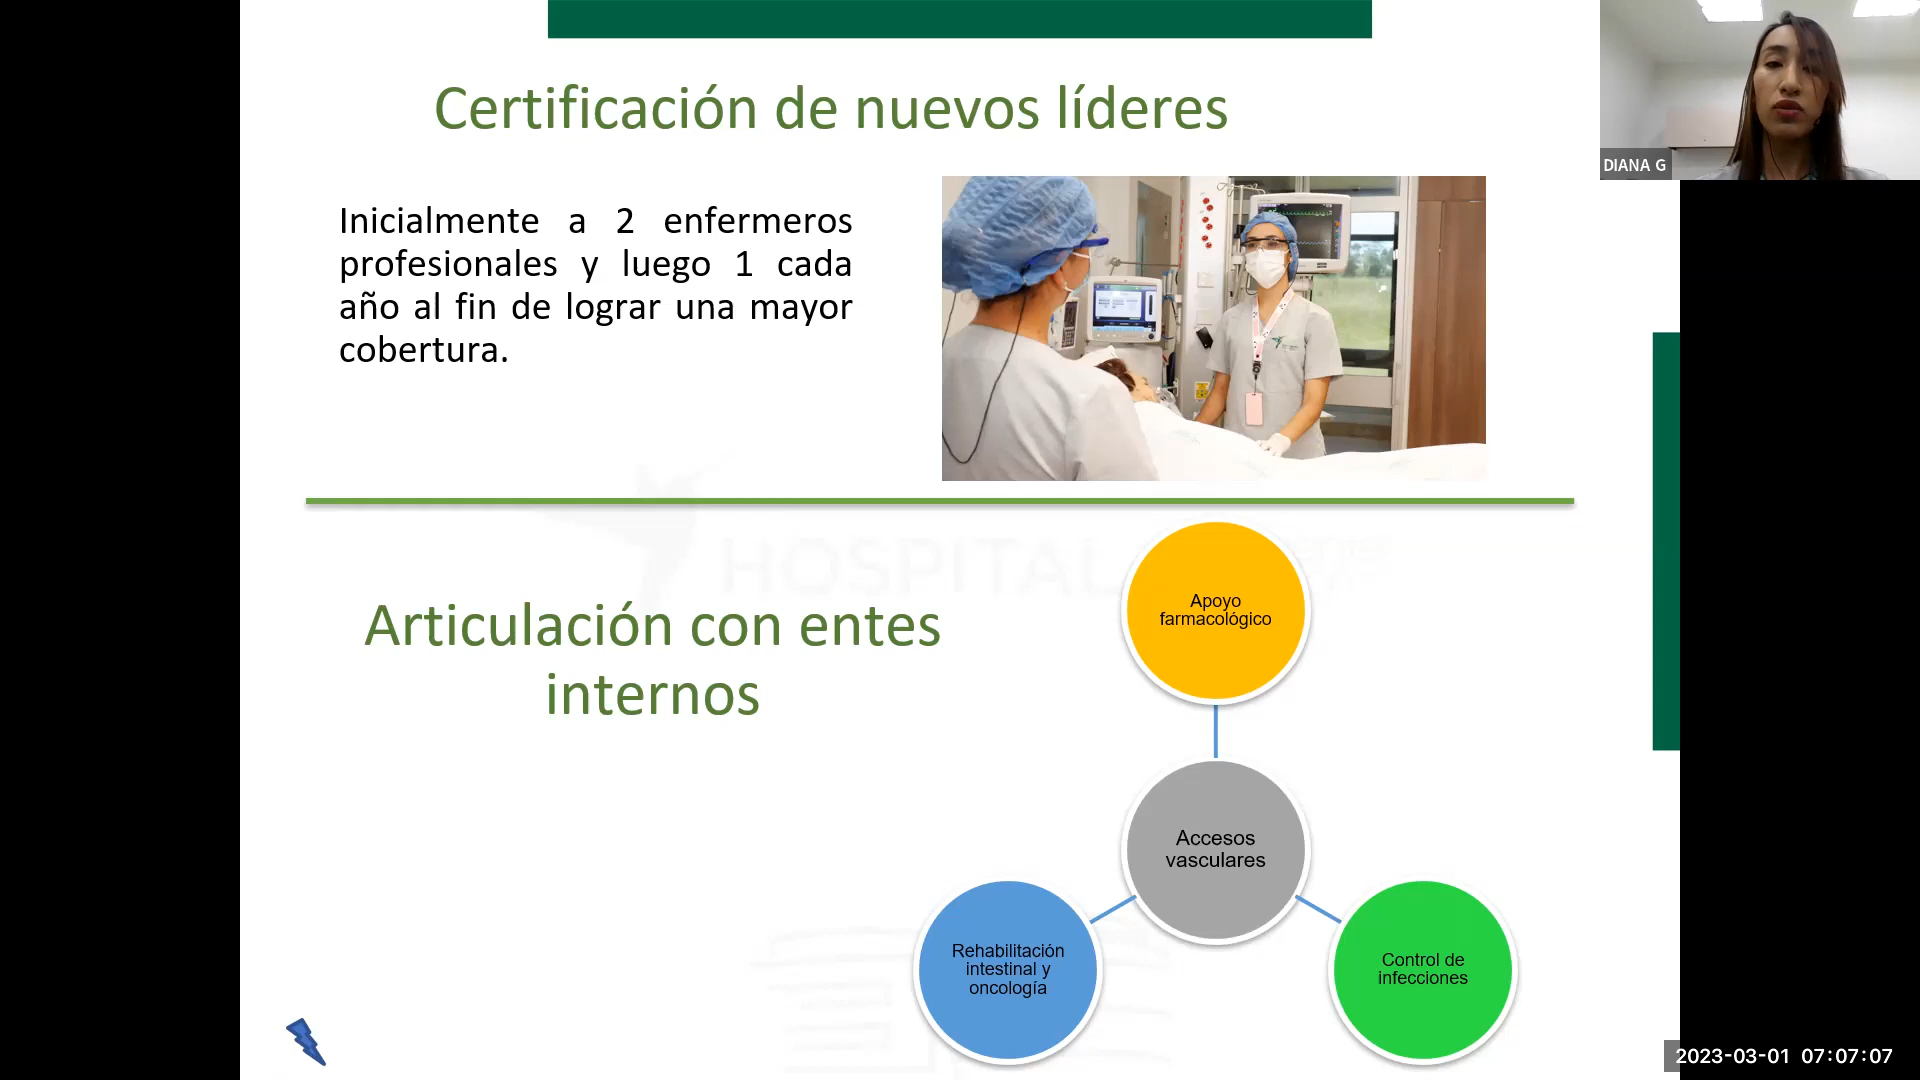 Certificación de nuevos líderes
DIANA G
Inicialmente a 2 enfermeros
profesionales y luego 1 cada
año al fin de lograr una mayor
cobertura.
HOSPITAL
Articulación con entes
internos
Apoyo
farmacológico
Accesos
vasculares
Rehabilitación
intestinal y
oncología
Control de
infecciones
2023-03-01 07:07:07